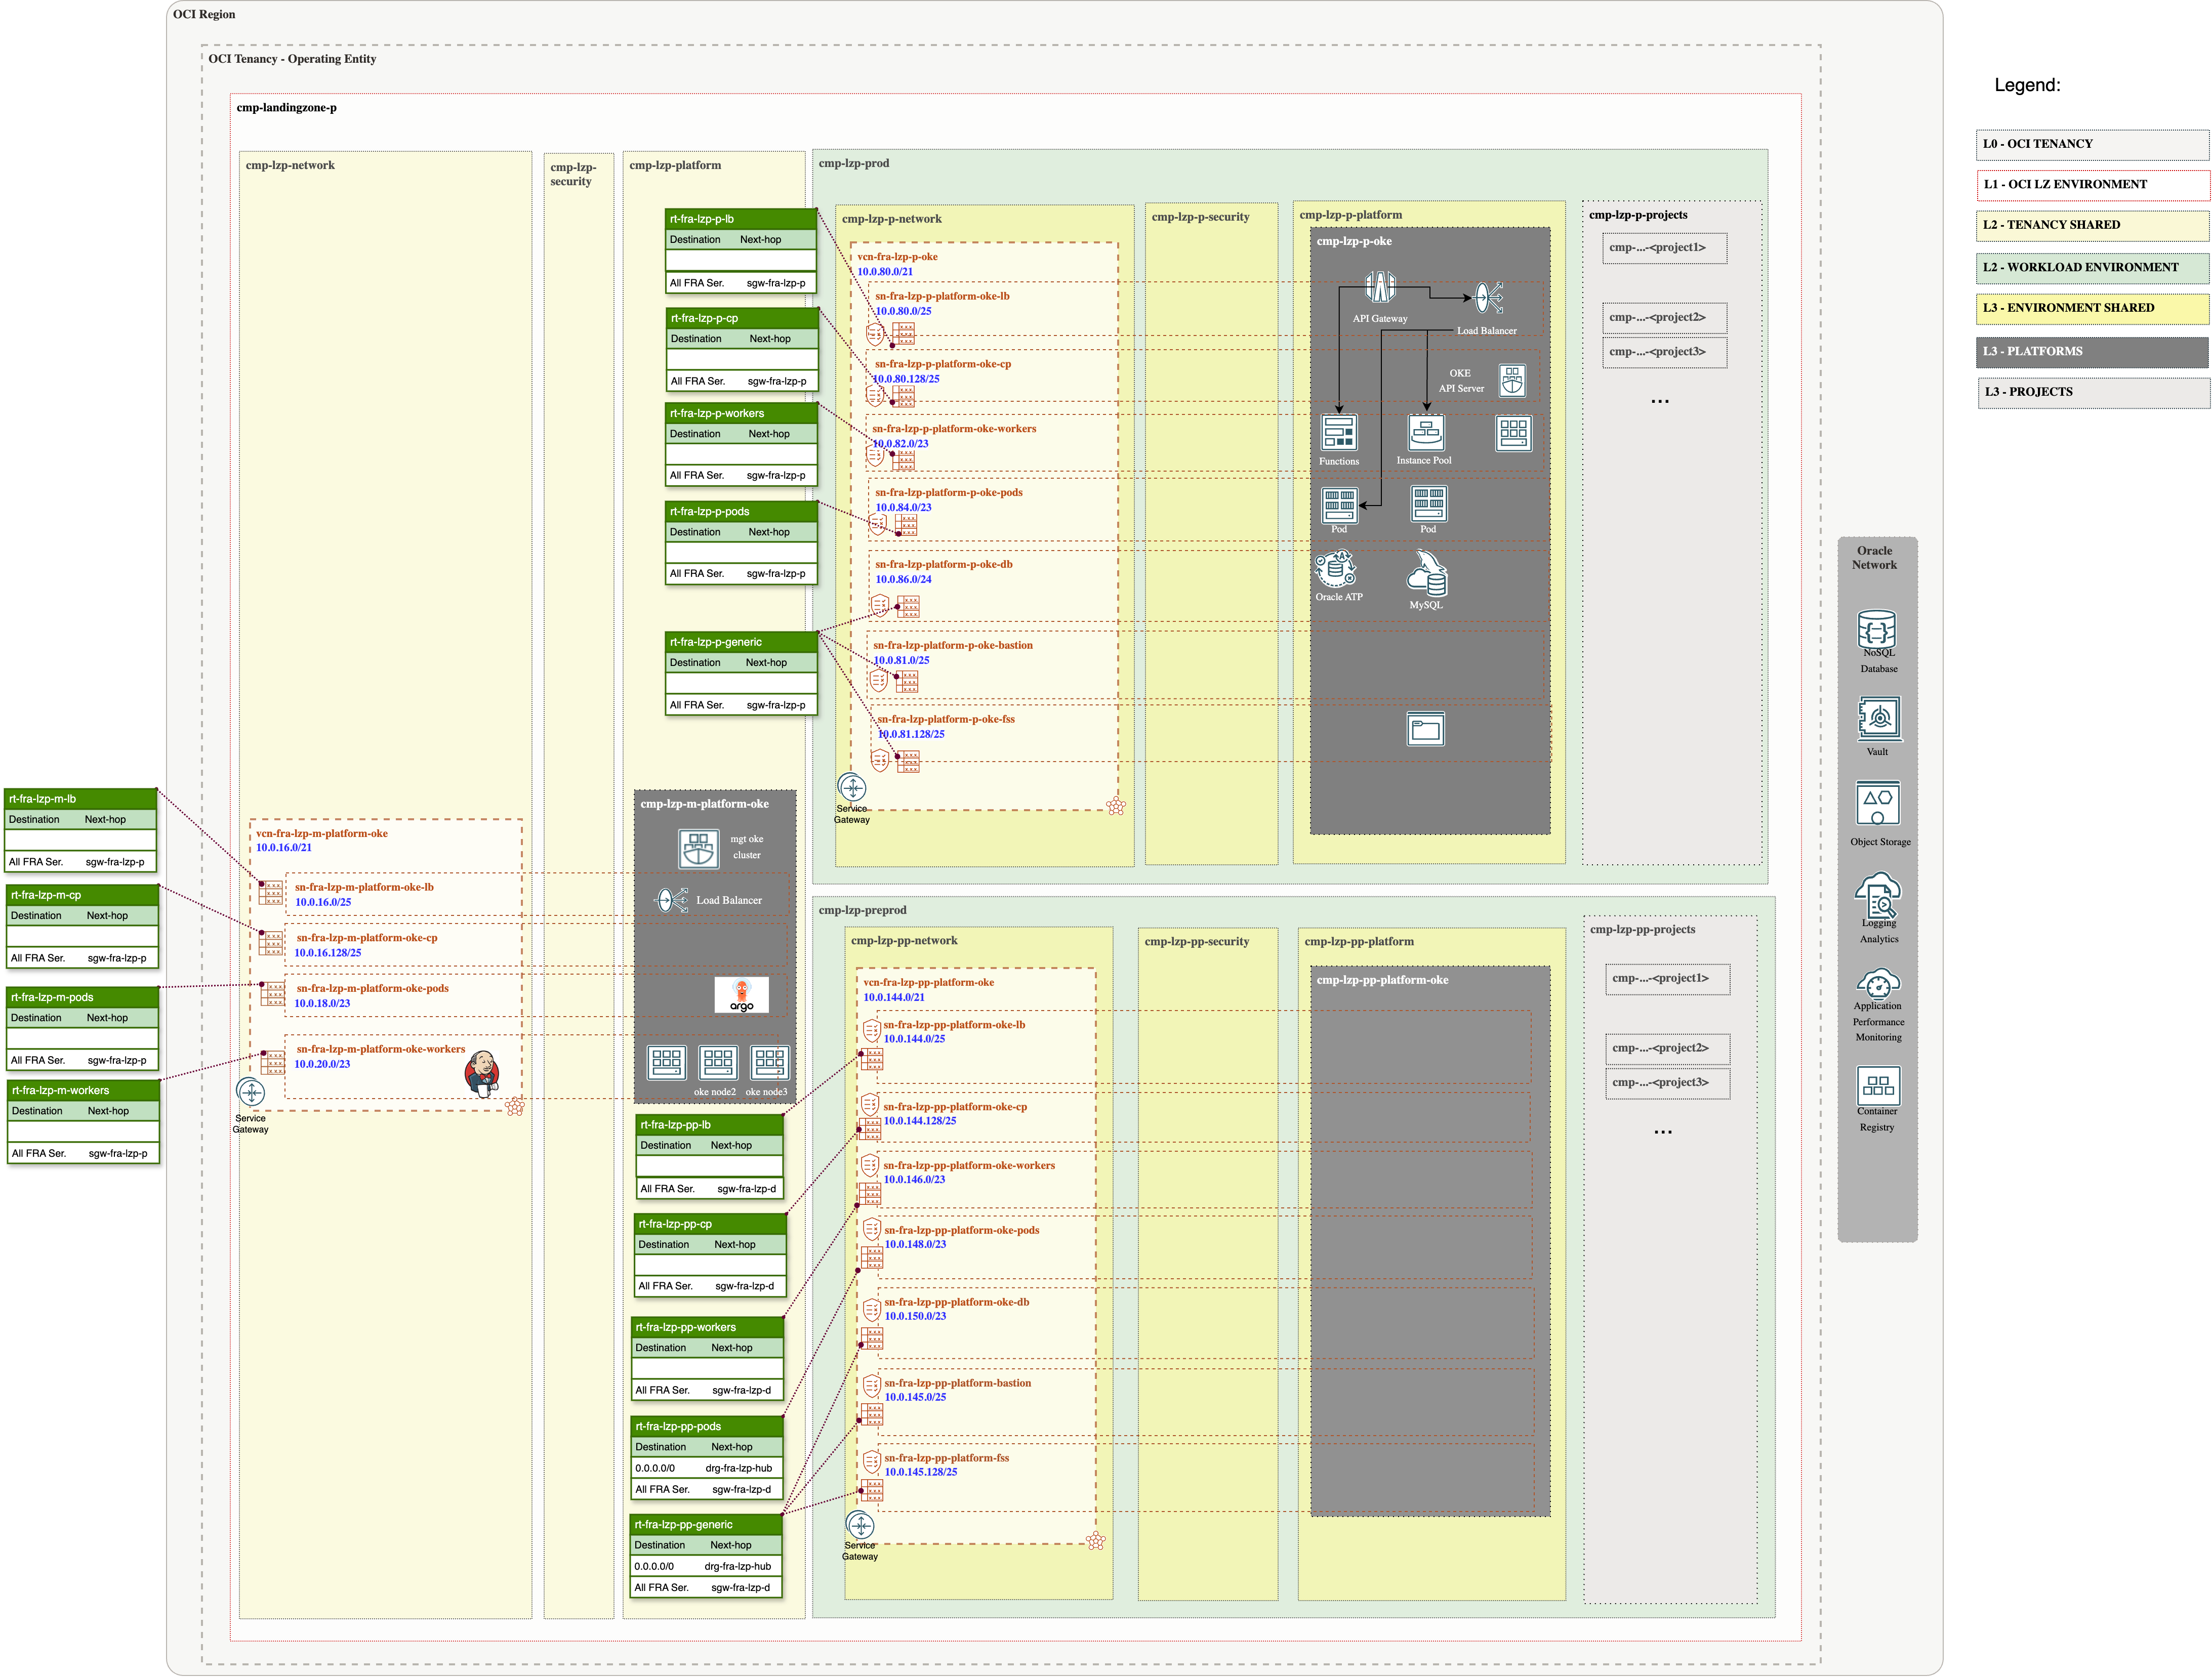 OCI Region
OCI Tenancy - Operating Entity
cmp-landingzone-p
cmp-lzp-network
cmp-lzp-
security
cmp-lzp-platform
cmp-lzp-prod
rt-fra-lzp-p-lb
Destination Next-hop
All FRA Ser. sgw-fra-lzp-p
rt-fra-lzp-p-cp
Destination Next-hop
All FRA Ser. sgw-fra-lzp-p
rt-fra-lzp-p-workers
Destination Next-hop
All FRA Ser. sgw-fra-lzp-p
rt-fra-lzp-p-pods
Destination Next-hop
All FRA Ser. sgw-fra-lzp-p
rt-fra-lzp-p-generic
Destination Next-hop
All FRA Ser. sgw-fra-lzp-p
cmp-lzp-p-network
vcn-fra-lzp-p-oke
10.0.80.0/21
sn-fra-lzp-p-platform-oke-lb
10.0.80.0/25
sn-fra-lzp-p-platform-oke-cp
10.0.80.128/25
sn-fra-lzp-p-platform-oke-workers
10.0.82.0/23
sn-fra-lzp-platform-p-oke-pods
10.0.84.0/23
sn-fra-lzp-platform-p-oke-db
10.0.86.0/24
sn-fra-lzp-platform-p-oke-bastion
10.0.81.0/25
sn-fra-lzp-platform-p-oke-fss
10.0.81.128/25
Service
Gateway
cmp-lzp-p-security
cmp-lzp-p-platform
cmp-lzp-p-oke
API Gateway
Load Balancer
OKE
API Server
Functions
Instance Pool
Pod
Pod
Oracle ATP
MySQL
cmp-lzp-p-projects
cmp-...-<project1>
cmp-...-<project2>
cmp-...-<project3>
...
rt-fra-lzp-m-lb
Destination Next-hop
All FRA Ser. sgw-fra-lzp-p
rt-fra-lzp-m-cp
Destination Next-hop
All FRA Ser. sgw-fra-lzp-p
rt-fra-lzp-m-pods
Destination Next-hop
All FRA Ser. sgw-fra-lzp-p
rt-fra-lzp-m-workers
Destination Next-hop
All FRA Ser. sgw-fra-lzp-p
vcn-fra-lzp-m-platform-oke
10.0.16.0/21
sn-fra-lzp-m-platform-oke-lb
10.0.16.0/25
sn-fra-lzp-m-platform-oke-cp
10.0.16.128/25
sn-fra-lzp-m-platform-oke-pods
10.0.18.0/23
sn-fra-lzp-m-platform-oke-workers
10.0.20.0/23
Service
Gateway
cmp-lzp-m-platform-oke
mgt oke
cluster
Load Balancer
argo
oke node2
oke node3
cmp-lzp-preprod
rt-fra-lzp-pp-lb
Destination Next-hop
All FRA Ser. sgw-fra-lzp-d
rt-fra-lzp-pp-cp
Destination Next-hop
All FRA Ser. sgw-fra-lzp-d
rt-fra-lzp-pp-workers
Destination Next-hop
All FRA Ser. sgw-fra-lzp-d
rt-fra-lzp-pp-pods
Destination Next-hop
0.0.0.0/0 drg-fra-lzp-hub
All FRA Ser. sgw-fra-lzp-d
rt-fra-lzp-pp-generic
Destination Next-hop
0.0.0.0/0 drg-fra-lzp-hub
All FRA Ser. sgw-fra-lzp-d
cmp-lzp-pp-network
vcn-fra-lzp-pp-platform-oke
10.0.144.0/21
sn-fra-lzp-pp-platform-oke-lb
10.0.144.0/25
sn-fra-lzp-pp-platform-oke-cp
10.0.144.128/25
sn-fra-lzp-pp-platform-oke-workers
10.0.146.0/23
sn-fra-lzp-pp-platform-oke-pods
10.0.148.0/23
sn-fra-lzp-pp-platform-oke-db
10.0.150.0/23
sn-fra-lzp-pp-platform-bastion
10.0.145.0/25
sn-fra-lzp-pp-platform-fss
10.0.145.128/25
Service
Gateway
cmp-lzp-pp-security
cmp-lzp-pp-platform
cmp-lzp-pp-platform-oke
cmp-lzp-pp-projects
cmp-...-<project1>
cmp-...-<project2>
cmp-...-<project3>
...
Oracle
Network
NoSQL
Database
Vault
Object Storage
Logging
Analytics
Application
Performance
Monitoring
Container
Registry
Legend:
L0 - OCI TENANCY
L1 - OCI LZ ENVIRONMENT
L2 - TENANCY SHARED
L2 - WORKLOAD ENVIRONMENT
L3 - ENVIRONMENT SHARED
L3 - PLATFORMS
L3 - PROJECTS